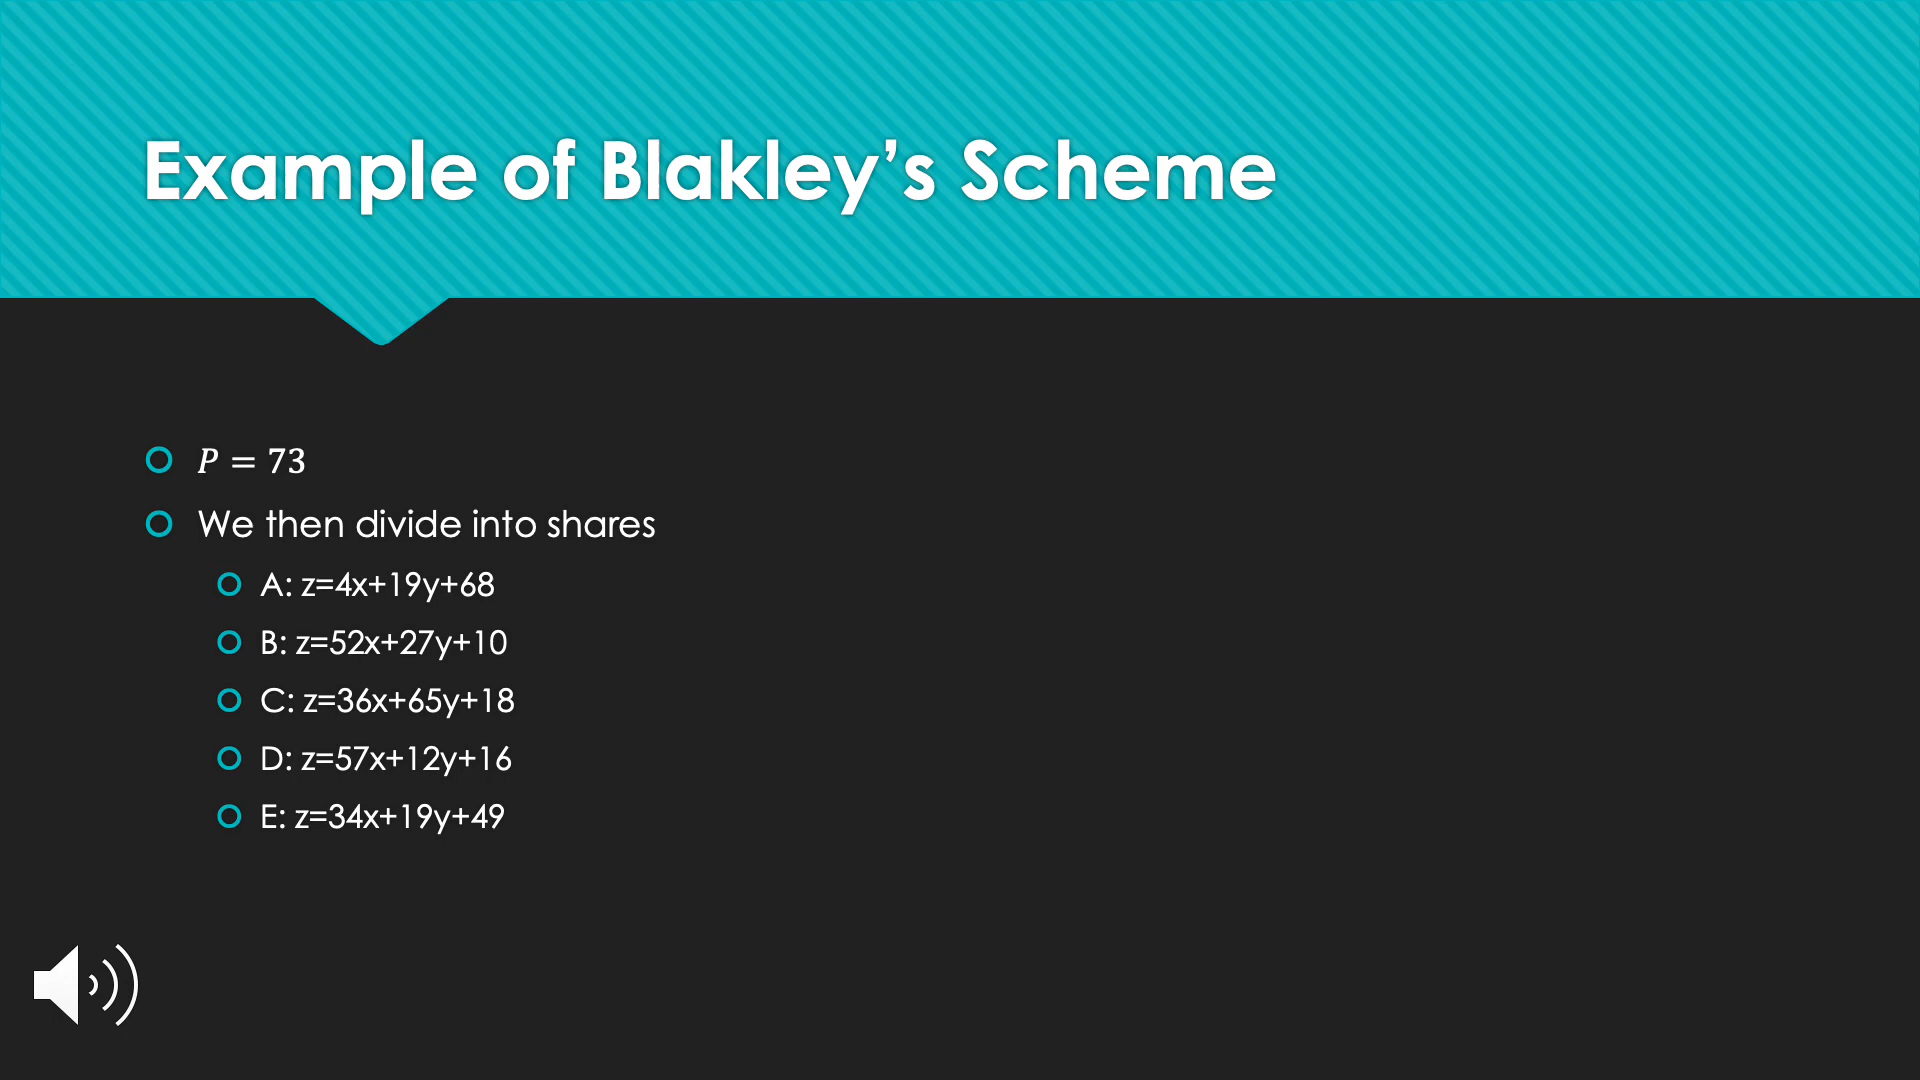 Example of Blakley’s Scheme
P = 73
We then divide into shares
A: z=4x+19y+68
B: z=52x+27y+10
C: z=36x+65y+18
D: z=57x+12y+16
E: z=34x+19y+49